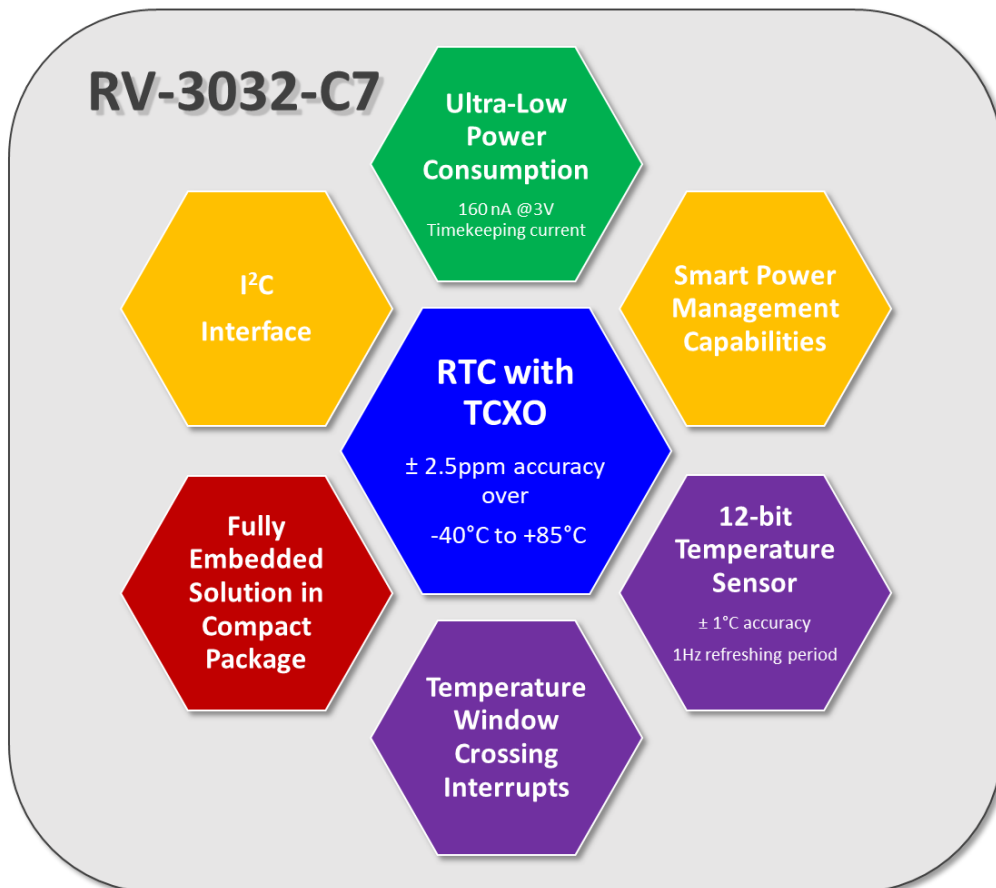 RV-3032-C7
Ultra-Low
Power
Consumption
160 nA @3V
Timekeeping current
I²C
Interface
Smart Power
Management
Capabilities
RTC with
TCXO
± 2.5ppm accuracy
over
-40°C to +85°C
Fully
Embedded
Solution in
Compact
Package
12-bit
Temperature
Sensor
± 1°C accuracy
1Hz refreshing period
Temperature
Window
Crossing
Interrupts